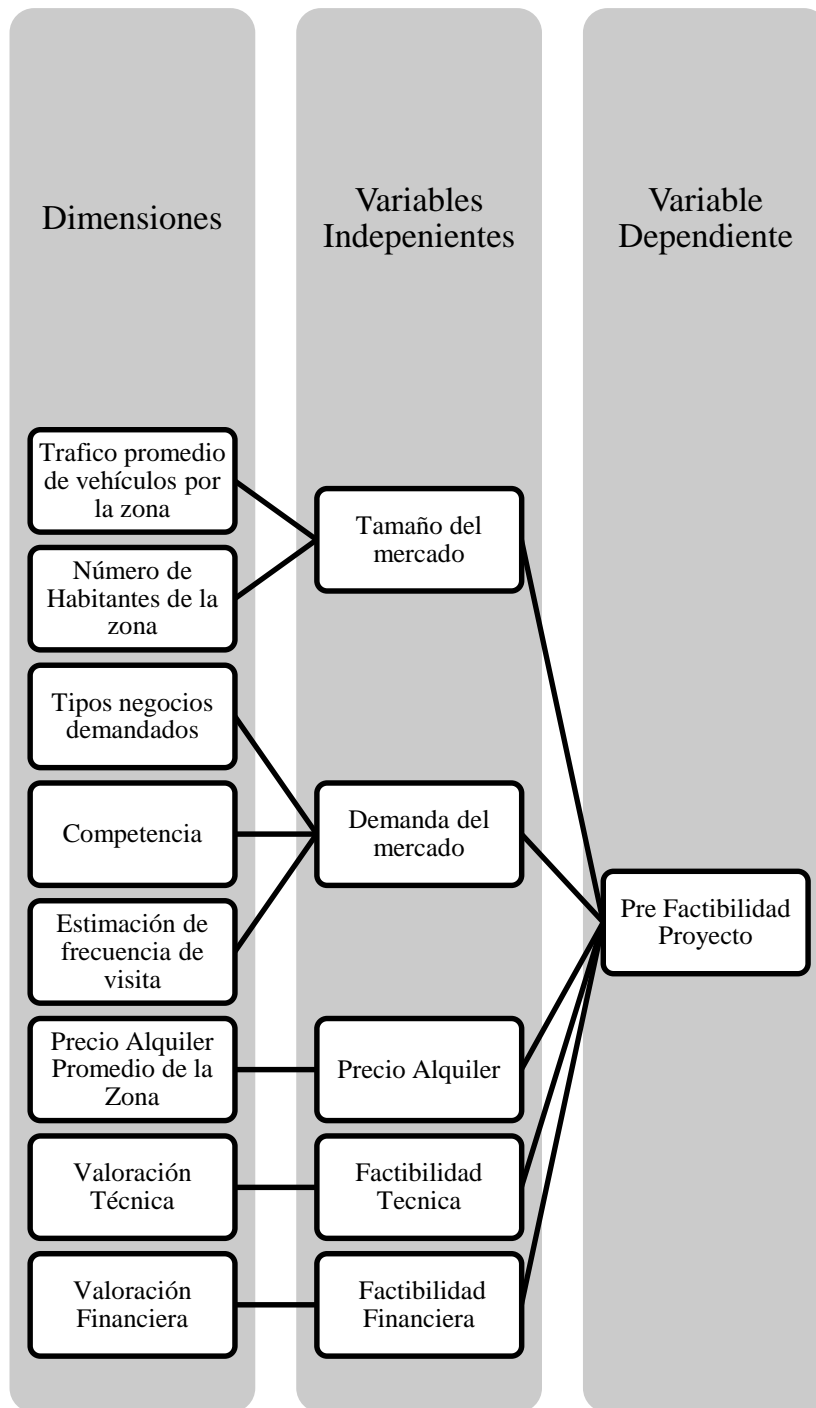 Dimensiones
Variables
Indepenientes
Variable
Dependiente
Trafico promedio
de vehículos por
la zona
Número de
Habitantes de la
zona
Tipos negocios
demandados
Competencia
Estimación de
frecuencia de
visita
Precio Alquiler
Promedio de la
Zona
Valoración
Técnica
Valoración
Financiera
Tamaño del
mercado
Demanda del
mercado
Precio Alquiler
Factibilidad
Tecnica
Factibilidad
Financiera
Pre Factibilidad
Proyecto